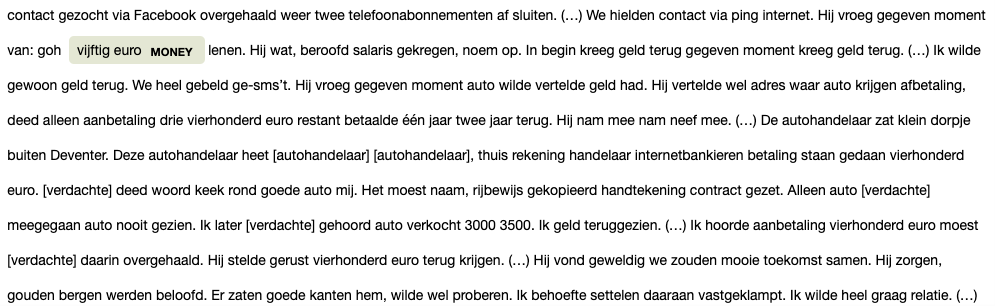 contact gezocht via Facebook overgehaald weer twee telefoonabonnementen af sluiten. (…) We hielden contact via ping internet. Hij vroeg gegeven moment
van: goh vijftig euro MONEY lenen. Hij wat, beroofd salaris gekregen, noem op. In begin kreeg geld terug gegeven moment kreeg geld terug. (…) Ik wilde
gewoon geld terug. We heel gebeld ge-sms't. Hij vroeg gegeven moment auto wilde vertelde geld had. Hij vertelde wel adres waar auto krijgen afbetaling,
deed alleen aanbetaling drie vierhonderd euro restant betaalde één jaar twee jaar terug. Hij nam mee nam neef mee. (…) De autohandelaar zat klein dorpje
buiten Deventer. Deze autohandelaar heet [autohandelaar] [autohandelaar], thuis rekening handelaar internetbankieren betaling staan gedaan vierhonderd
euro. [verdachte] deed woord keek rond goede auto mij. Het moest naam, rijbewijs gekopieerd handtekening contract gezet. Alleen auto [verdachte]
meegegaan auto nooit gezien. Ik later [verdachte] gehoord auto verkocht 3000 3500. Ik geld teruggezien. (…) Ik hoorde aanbetaling vierhonderd euro moest
[verdachte] daarin overgehaald. Hij stelde gerust vierhonderd euro terug krijgen. (…) Hij vond geweldig we zouden mooie toekomst samen. Hij zorgen,
gouden bergen werden beloofd. Er zaten goede kanten hem, wilde wel proberen. Ik behoefte settelen daaraan vastgeklampt. Ik wilde heel graag relatie. (…)